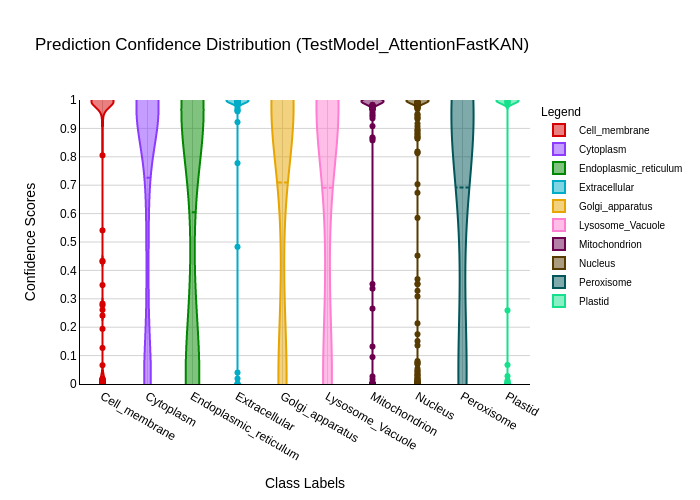 Prediction Confidence Distribution (TestModel_AttentionFastKAN)
Legend
Cell_membrane
Cytoplasm
Endoplasmic_reticulum
Extracellular
Golgi_apparatus
Lysosome_Vacuole
Mitochondrion
Nucleus
Peroxisome
Plastid
Confidence Scores
1
0.9
0.8
0.7
0.6
0.5
0.4
0.3
0.2
0.1
0
Cell_membrane
Cytoplasm
Endoplasmic_reticulum
Extracellular
Golgi_apparatus
Lysosome_Vacuole
Mitochondrion
Nucleus
Peroxisome
Plastid
Class Labels